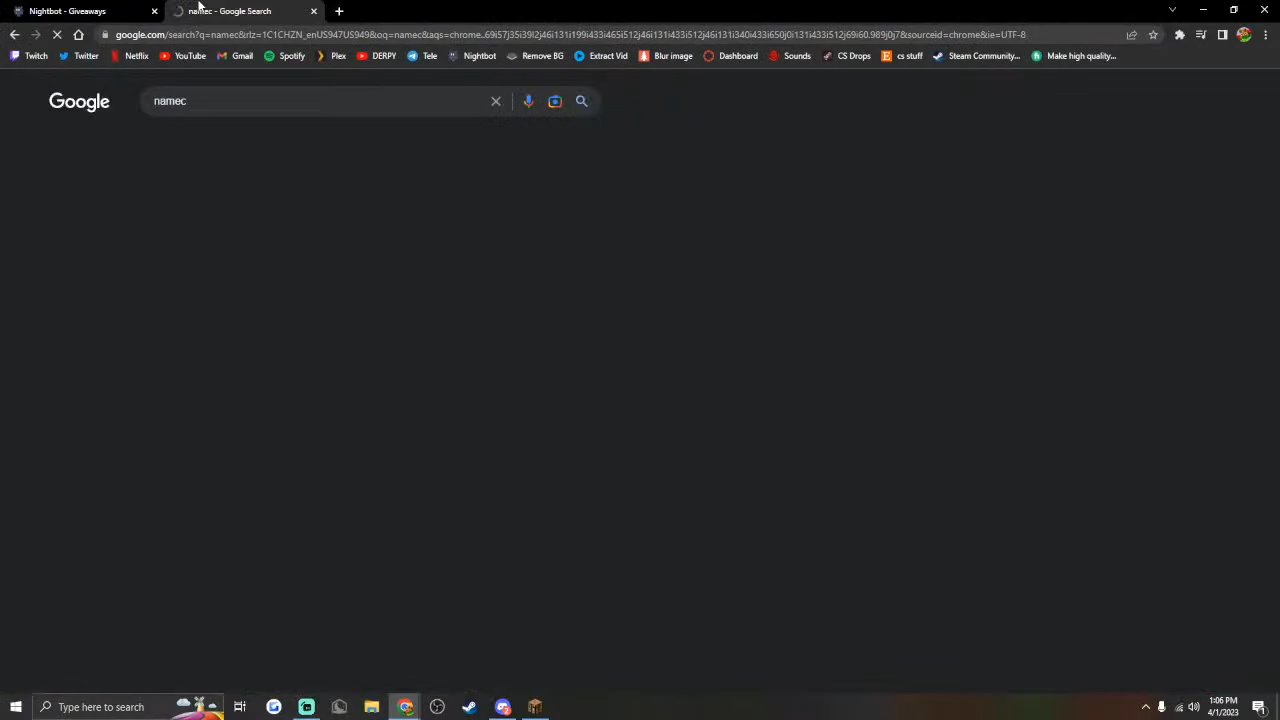 Nightbot - Giveaways
namec - Google Search
google.com/search?q=namec&rlz=1C1CHZN_enUS947US949&oq=namec&aqs=chrome..69i57j35i39l2j46i131i199i433i465i512j46i131i433i512j46i131i340i433i650j0i131i433i512j69i60.989j0j7&sourceid=chrome&ie=UTF-8
Twitch Twitter Netflix YouTube Gmail Spotify Plex DERPY Tele Nightbot Remove BG Extract Vid Blur image Dashboard Sounds CS Drops cs stuff Steam Community... Make high quality...
Google namec
Type here to search
1:06 PM
4/1/2023